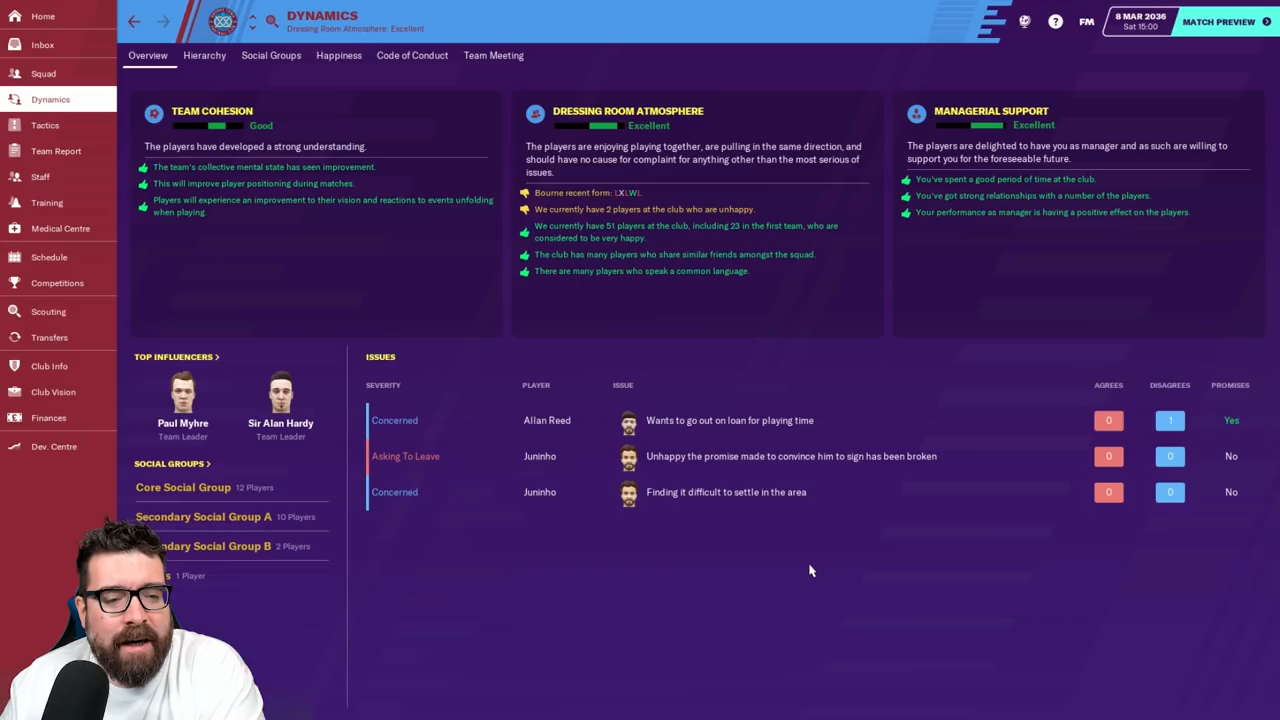 Home
Inbox
Squad
Dynamics
Tactics
Team Report
Staff
Training
Medical Centre
Schedule
Competitions
Scouting
Transfers
Club Info
Club Vision
Finances
Dev. Centre
DYNAMICS
Dressing Room Atmosphere: Excellent
?
FM
8 MAR 2036
Sat 15:00
MATCH PREVIEW
Overview
Hierarchy
Social Groups
Happiness
Code of Conduct
Team Meeting
TEAM COHESION
Good
The players have developed a strong understanding.
The team's collective mental state has seen improvement.
This will improve player positioning during matches.
Players will experience an improvement to their vision and reactions to events unfolding
when playing.
DRESSING ROOM ATMOSPHERE
Excellent
The players are enjoying playing together, are pulling in the same direction, and
should have no cause for complaint for anything other than the most serious of
issues.
Bourne recent form: LXLWL
We currently have 2 players at the club who are unhappy.
We currently have 51 players at the club, including 23 in the first team, who are
considered to be very happy.
The club has many players who share similar friends amongst the squad.
There are many players who speak a common language.
MANAGERIAL SUPPORT
Excellent
The players are delighted to have you as manager and as such are willing to
support you for the foreseeable future.
You've spent a good period of time at the club.
You've got strong relationships with a number of the players.
Your performance as manager is having a positive effect on the players.
TOP INFLUENCERS >
Paul Myhre
Team Leader
Sir Alan Hardy
Team Leader
SOCIAL GROUPS >
Core Social Group 12 Players
Secondary Social Group A 10 Players
ndary Social Group B 2 Players
s 1 Player
ISSUES
SEVERITY PLAYER ISSUE AGREES DISAGREES PROMISES
Concerned Allan Reed Wants to go out on loan for playing time 0 1 Yes
Asking To Leave Juninho Unhappy the promise made to convince him to sign has been broken 0 0 No
Concerned Juninho Finding it difficult to settle in the area 0 0 No